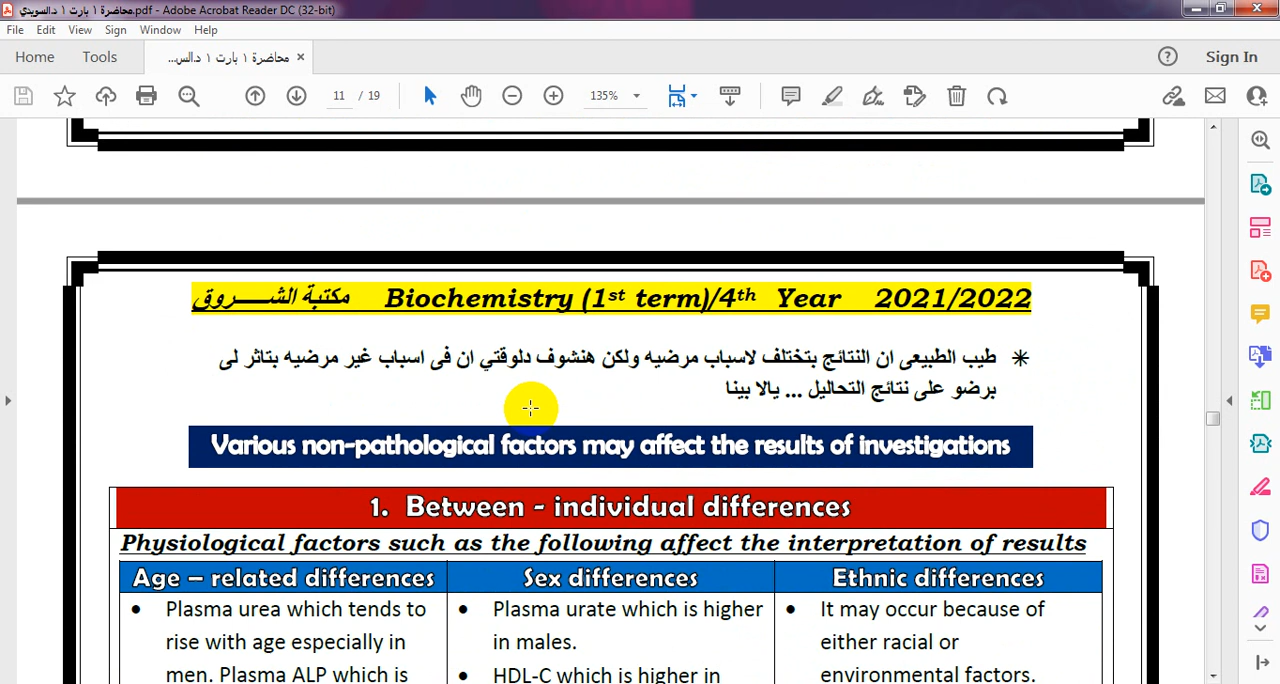 محاضرة ١ بارت ١ د.السويدي.pdf - Adobe Acrobat Reader DC (32-bit)
File Edit View Sign Window Help
Home Tools محاضرة ١ بارت ١ د.الس... × Sign In
11 / 19 135%
مكتبة الشــــروق Biochemistry (1st term)/4th Year 2021/2022
طيب الطبيعى ان النتائج بتختلف لاسباب مرضيه ولكن هنشوف دلوقتي ان فى اسباب غير مرضيه بتاثر لى
برضو على نتائج التحاليل ... يالا بينا
Various non-pathological factors may affect the results of investigations
1. Between - individual differences
Physiological factors such as the following affect the interpretation of results
Age – related differences Sex differences Ethnic differences
• Plasma urea which tends to
rise with age especially in
men. Plasma ALP which is
• Plasma urate which is higher
in males.
• HDL-C which is higher in
• It may occur because of
either racial or
environmental factors.